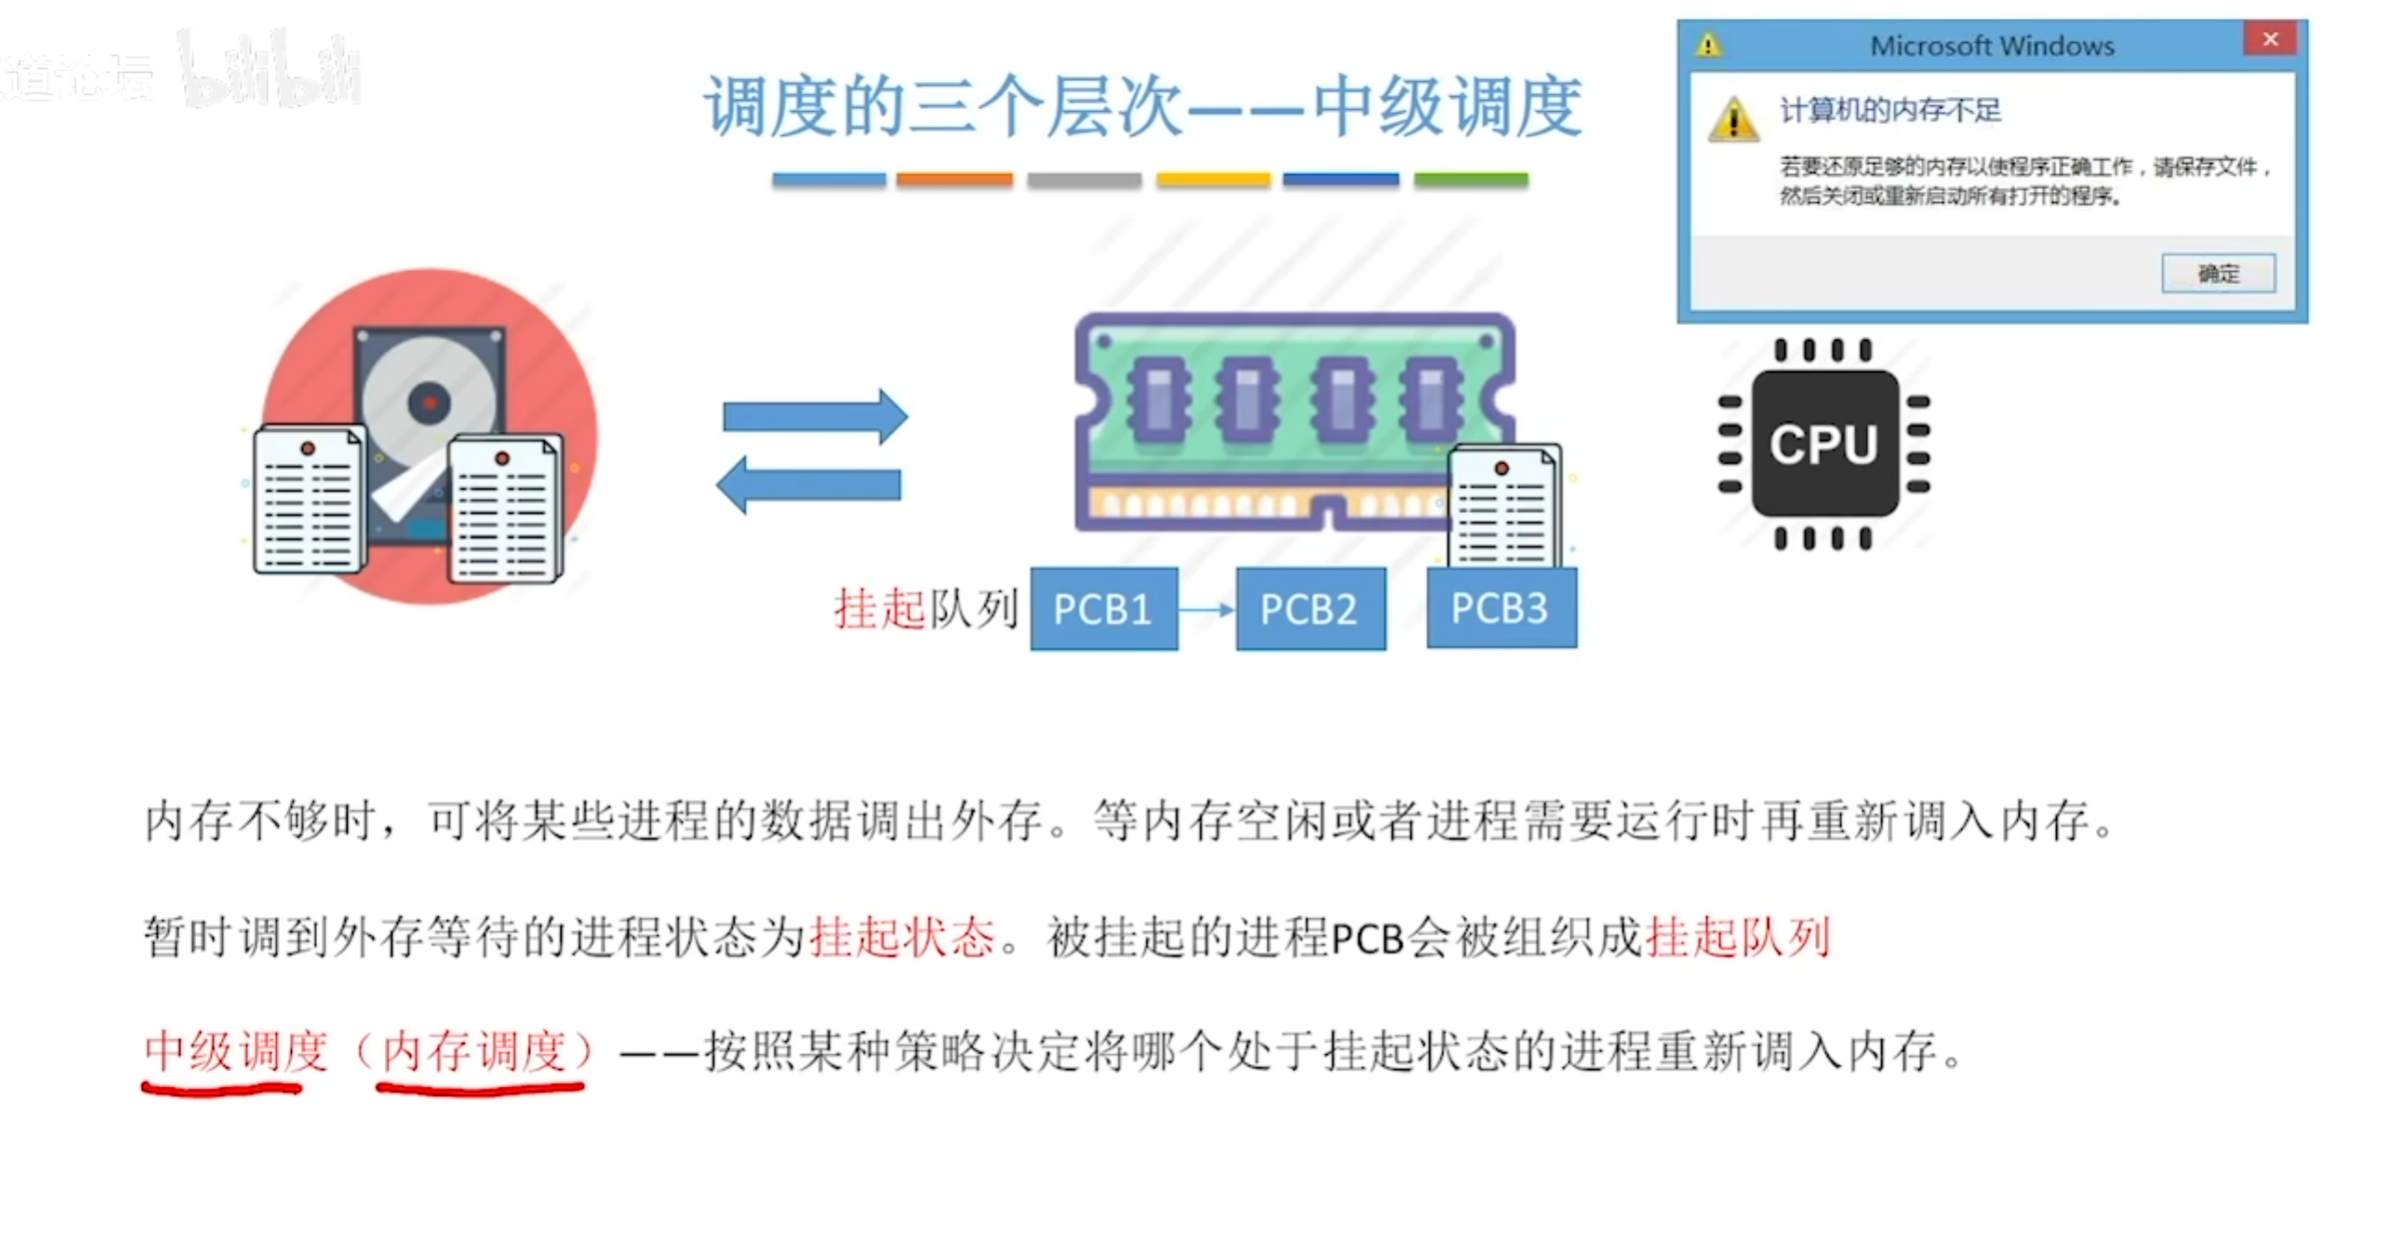 道论坛 bilibili
调度的三个层次——中级调度
Microsoft Windows
计算机的内存不足
若要还原足够的内存以使程序正确工作，请保存文件，
然后关闭或重新启动所有打开的程序。
确定
CPU
挂起队列 PCB1 PCB2 PCB3
内存不够时，可将某些进程的数据调出外存。等内存空闲或者进程需要运行时再重新调入内存。
暂时调到外存等待的进程状态为挂起状态。被挂起的进程PCB会被组织成挂起队列
中级调度（内存调度）——按照某种策略决定将哪个处于挂起状态的进程重新调入内存。